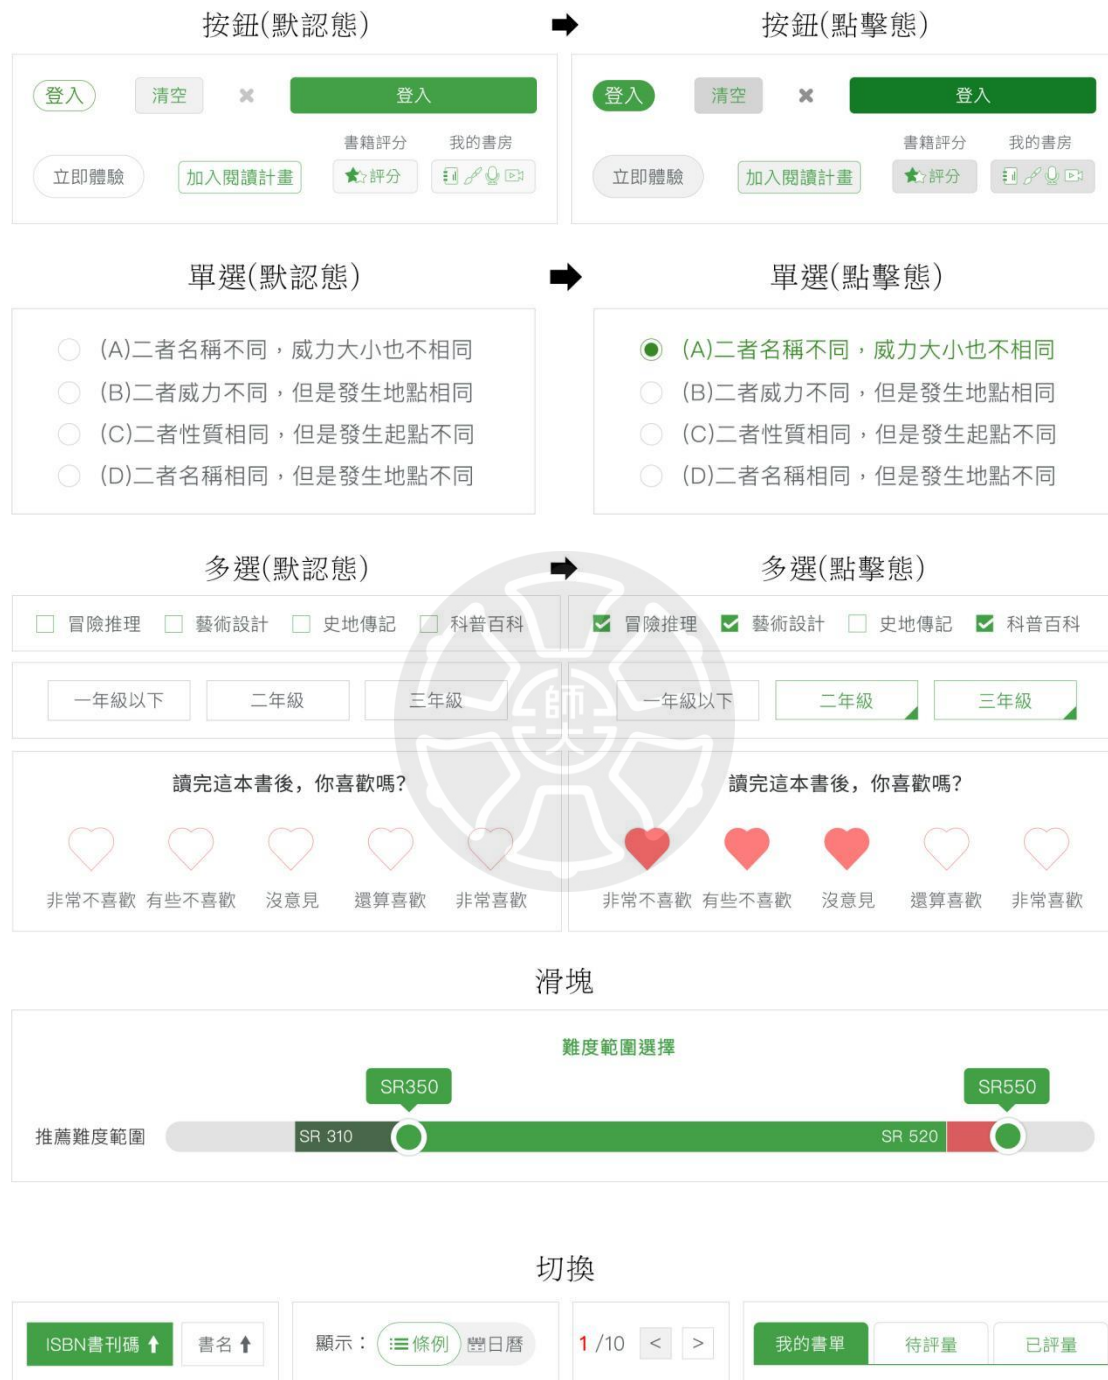 按鈕(默認態) 按鈕(點擊態)
登入 清空 登入 登入 清空 登入
書籍評分 我的書房 書籍評分 我的書房
立即體驗 加入閱讀計畫 評分 立即體驗 加入閱讀計畫 評分
單選(默認態) 單選(點擊態)
(A)二者名稱不同，威力大小也不相同 (A)二者名稱不同，威力大小也不相同
(B)二者威力不同，但是發生地點相同 (B)二者威力不同，但是發生地點相同
(C)二者性質相同，但是發生起點不同 (C)二者性質相同，但是發生起點不同
(D)二者名稱相同，但是發生地點不同 (D)二者名稱相同，但是發生地點不同
多選(默認態) 多選(點擊態)
冒險推理 藝術設計 史地傳記 科普百科 冒險推理 藝術設計 史地傳記 科普百科
一年級以下 二年級 三年級 一年級以下 二年級 三年級
師大
讀完這本書後，你喜歡嗎? 讀完這本書後，你喜歡嗎?
非常不喜歡 有些不喜歡 沒意見 還算喜歡 非常喜歡 非常不喜歡 有些不喜歡 沒意見 還算喜歡 非常喜歡
滑塊
難度範圍選擇
SR350 SR550
推薦難度範圍 SR 310 SR 520
切換
ISBN書刊碼 書名 顯示： 條例 日曆 1 /10 < > 我的書單 待評量 已評量